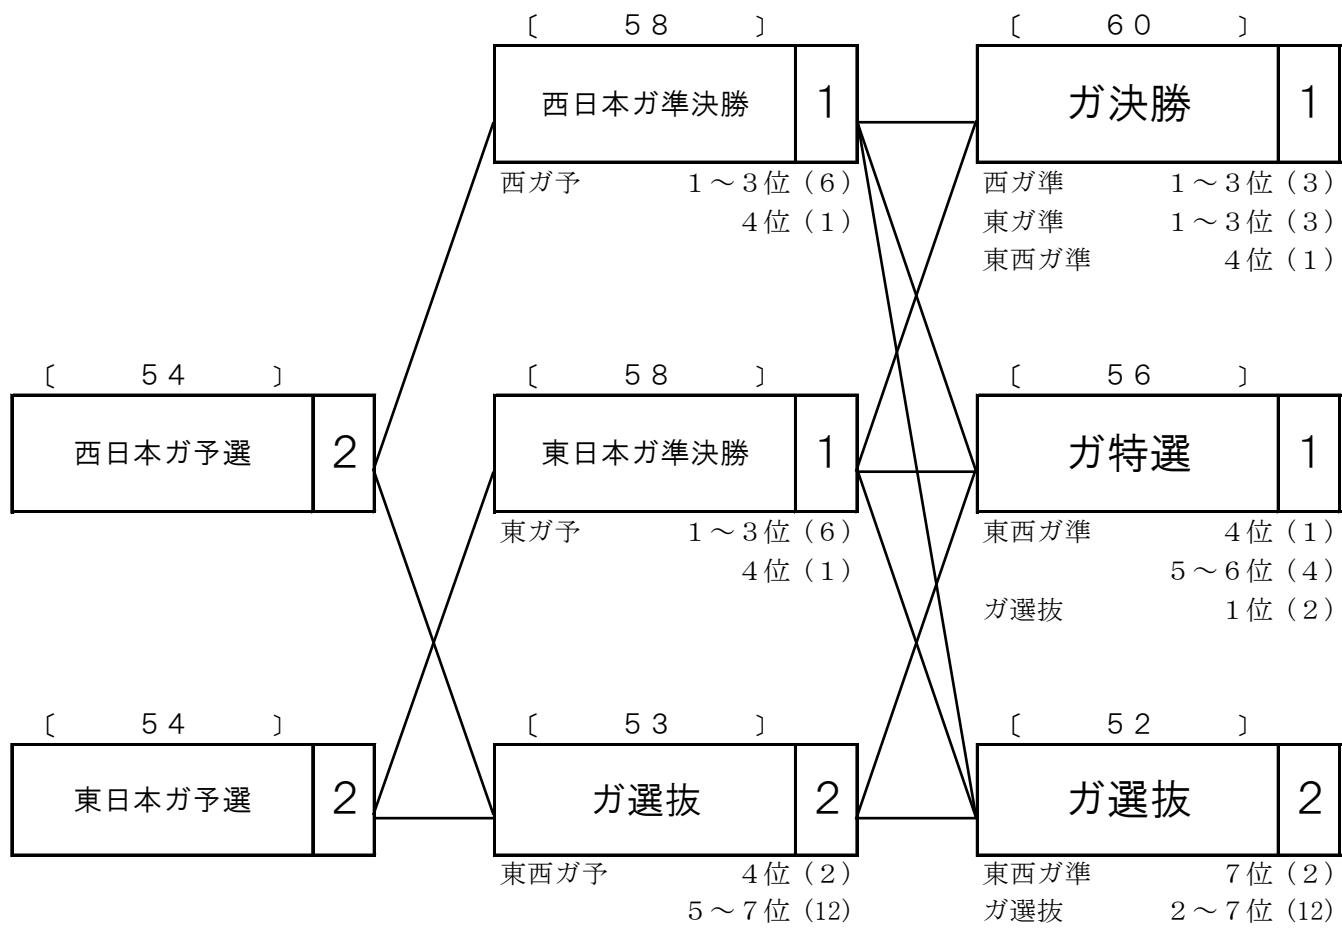 〔　５８　〕
西日本ガ準決勝　１
西ガ予　１～３位（６）
４位（１）
〔　６０　〕
ガ決勝　１
西ガ準　１～３位（３）
東ガ準　１～３位（３）
東西ガ準　４位（１）
〔　５４　〕
西日本ガ予選　２
〔　５８　〕
東日本ガ準決勝　１
東ガ予　１～３位（６）
４位（１）
〔　５６　〕
ガ特選　１
東西ガ準　４位（１）
５～６位（４）
ガ選抜　１位（２）
〔　５４　〕
東日本ガ予選　２
〔　５３　〕
ガ選抜　２
東西ガ予　４位（２）
５～７位（12）
〔　５２　〕
ガ選抜　２
東西ガ準　７位（２）
ガ選抜　２～７位（12）